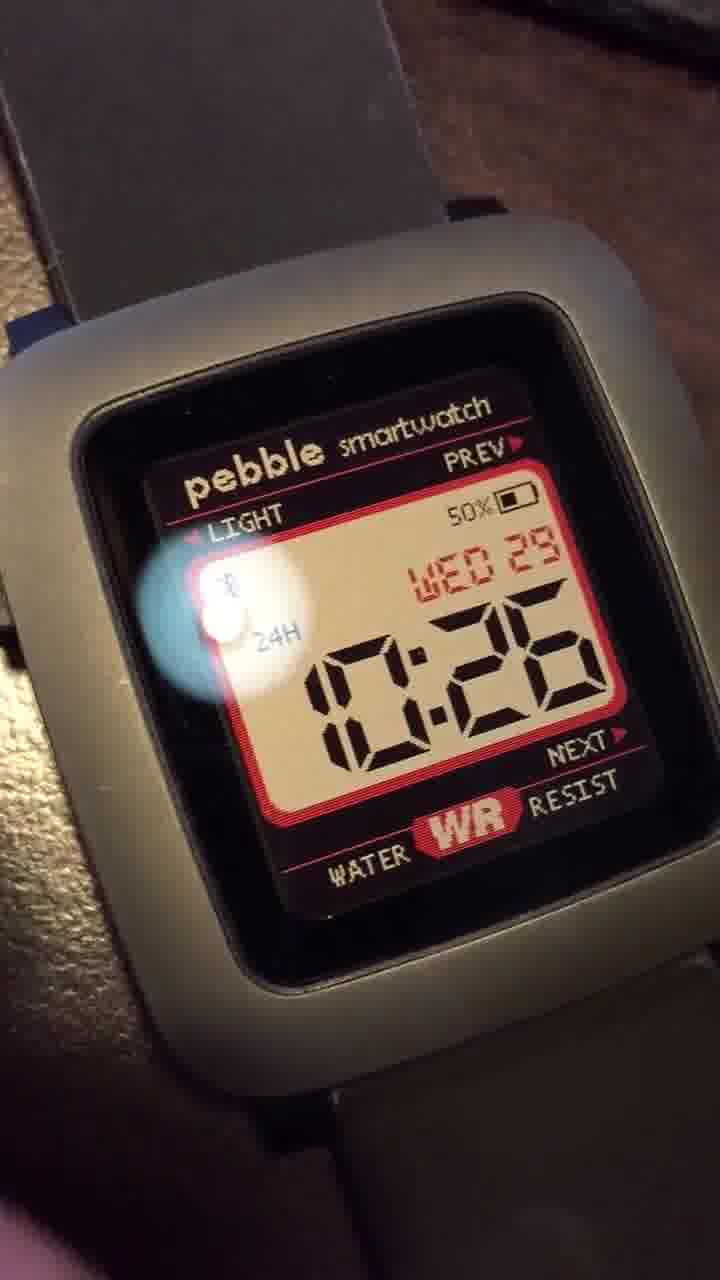 pebble smartwatch
PREV
LIGHT
50%
WED 29
24H
10:26
NEXT
WATER WR RESIST